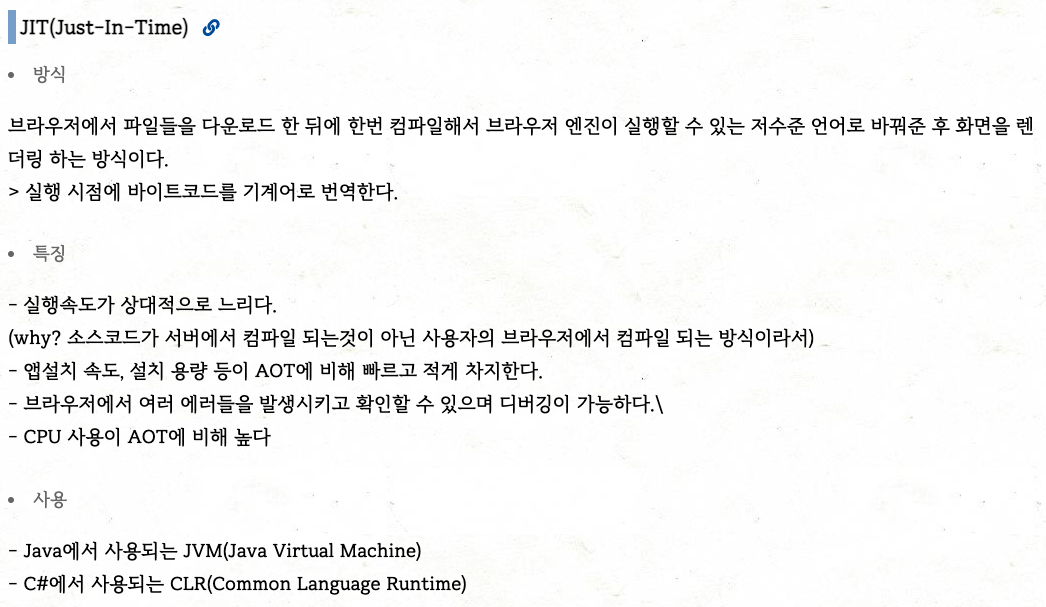 JIT(Just-In-Time)
• 방식
브라우저에서 파일들을 다운로드 한 뒤에 한번 컴파일해서 브라우저 엔진이 실행할 수 있는 저수준 언어로 바꿔준 후 화면을 렌
더링 하는 방식이다.
> 실행 시점에 바이트코드를 기계어로 번역한다.
• 특징
- 실행속도가 상대적으로 느리다.
(why? 소스코드가 서버에서 컴파일 되는것이 아닌 사용자의 브라우저에서 컴파일 되는 방식이라서)
- 앱설치 속도, 설치 용량 등이 AOT에 비해 빠르고 적게 차지한다.
- 브라우저에서 여러 에러들을 발생시키고 확인할 수 있으며 디버깅이 가능하다.\
- CPU 사용이 AOT에 비해 높다
• 사용
- Java에서 사용되는 JVM(Java Virtual Machine)
- C#에서 사용되는 CLR(Common Language Runtime)